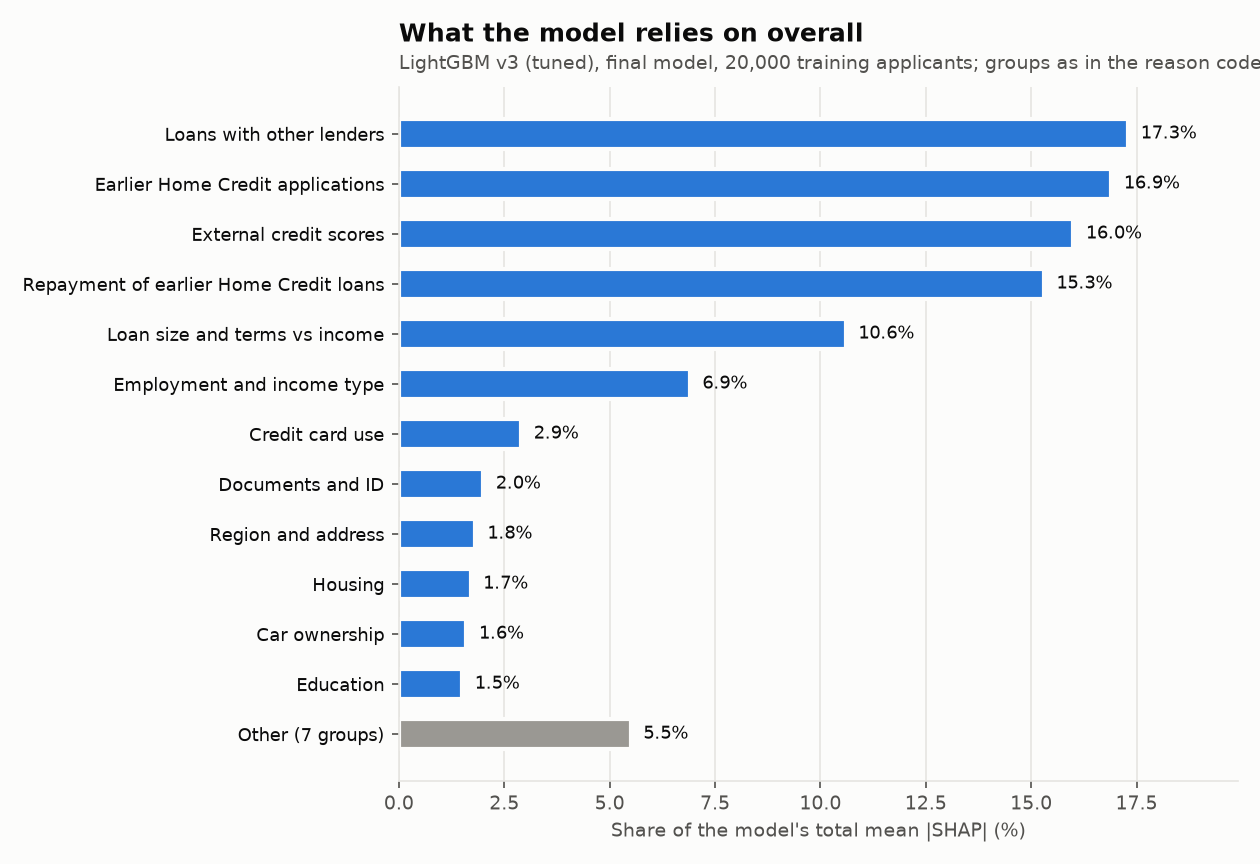 What the model relies on overall
LightGBM v3 (tuned), final model, 20,000 training applicants; groups as in the reason code
Loans with other lenders 17.3%
Earlier Home Credit applications 16.9%
External credit scores 16.0%
Repayment of earlier Home Credit loans 15.3%
Loan size and terms vs income 10.6%
Employment and income type 6.9%
Credit card use 2.9%
Documents and ID 2.0%
Region and address 1.8%
Housing 1.7%
Car ownership 1.6%
Education 1.5%
Other (7 groups) 5.5%
0.0 2.5 5.0 7.5 10.0 12.5 15.0 17.5
Share of the model's total mean |SHAP| (%)